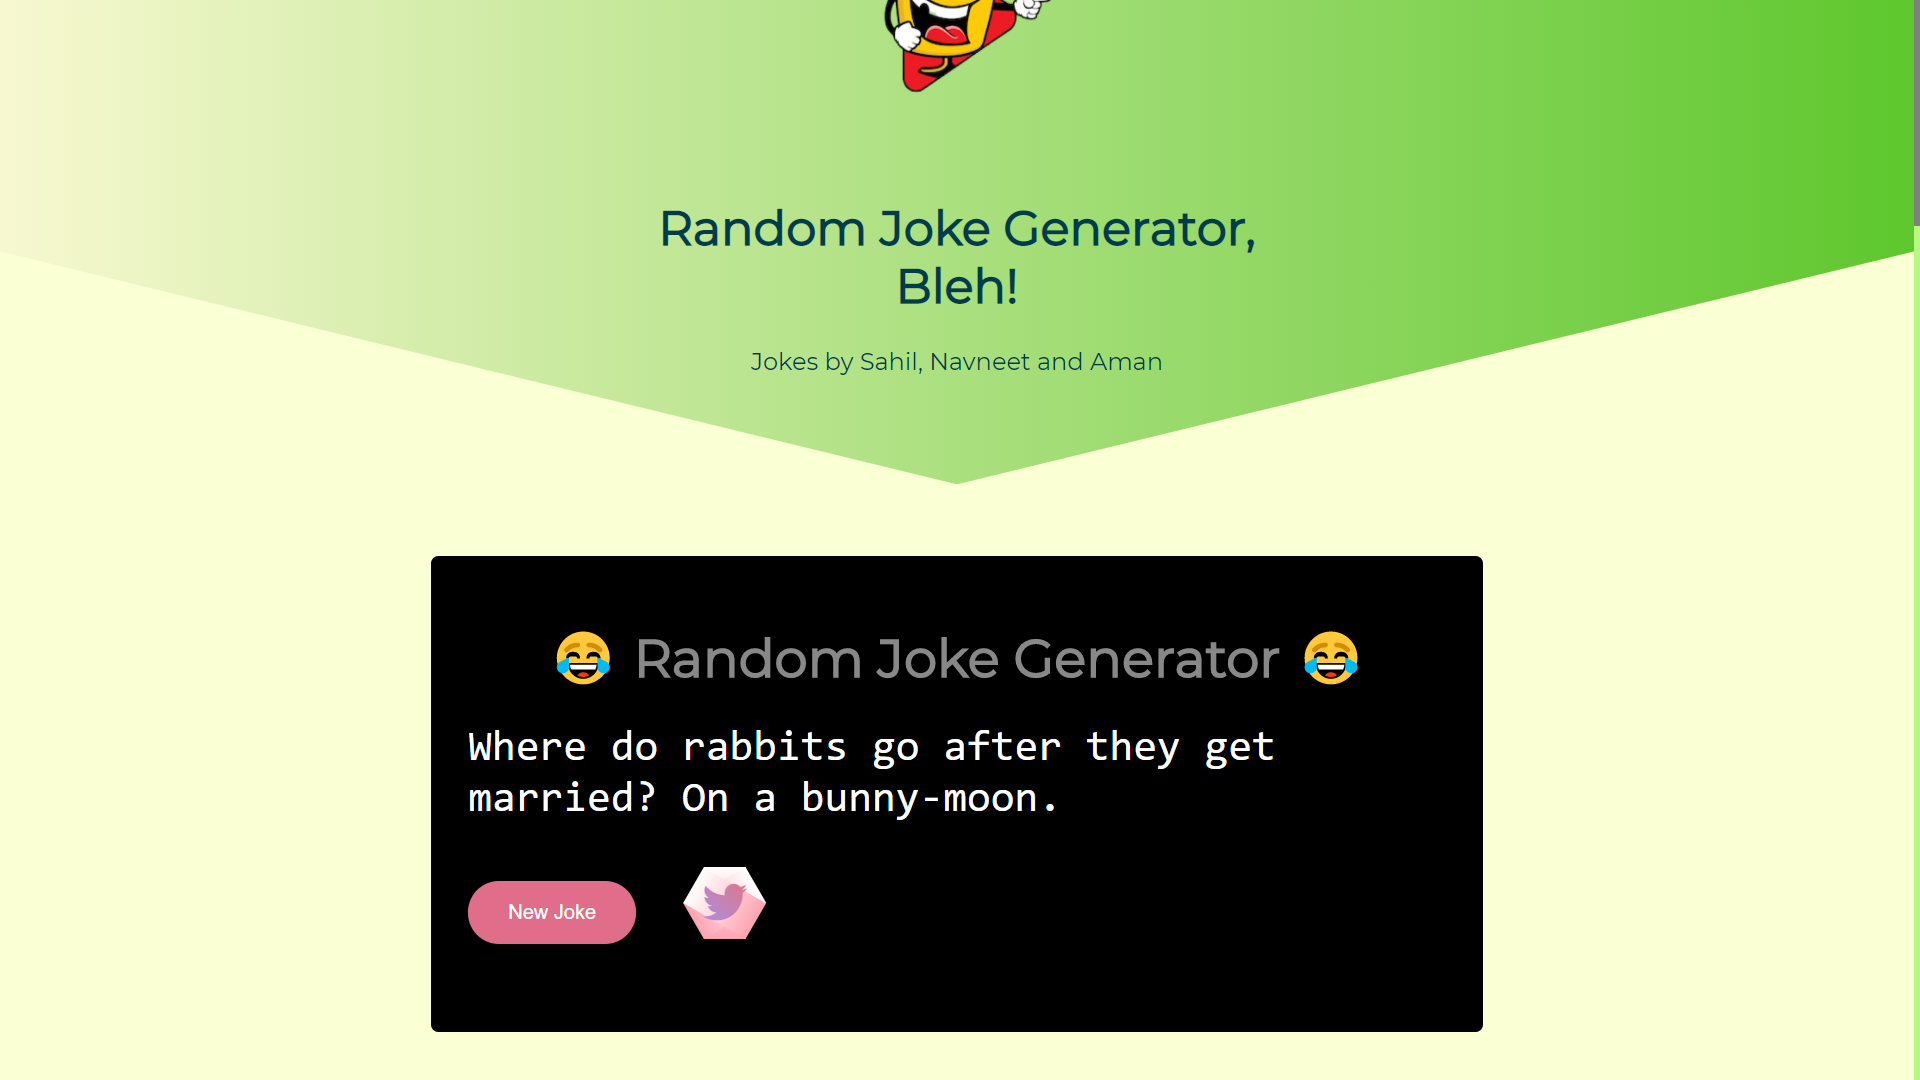 Random Joke Generator,
Bleh!
Jokes by Sahil, Navneet and Aman
😂 Random Joke Generator 😂
Where do rabbits go after they get
married? On a bunny-moon.
New Joke